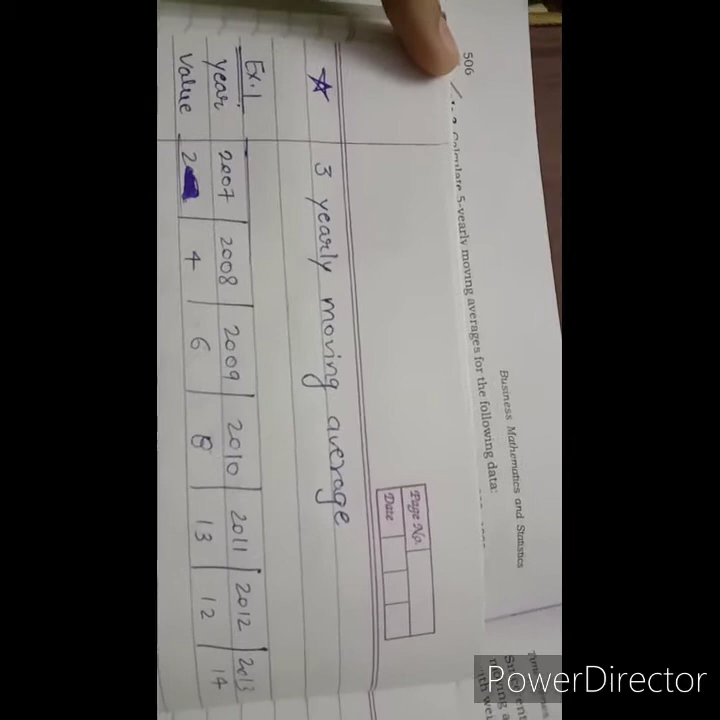 506
Business Mathematics and Statistics
Calculate 5-yearly moving averages for the following data:
Page No.
Date
☆ 3 yearly moving average
Ex.1
year 2007 2008 2009 2010 2011 2012 2013
value 2 4 6 8 13 12 14
PowerDirector